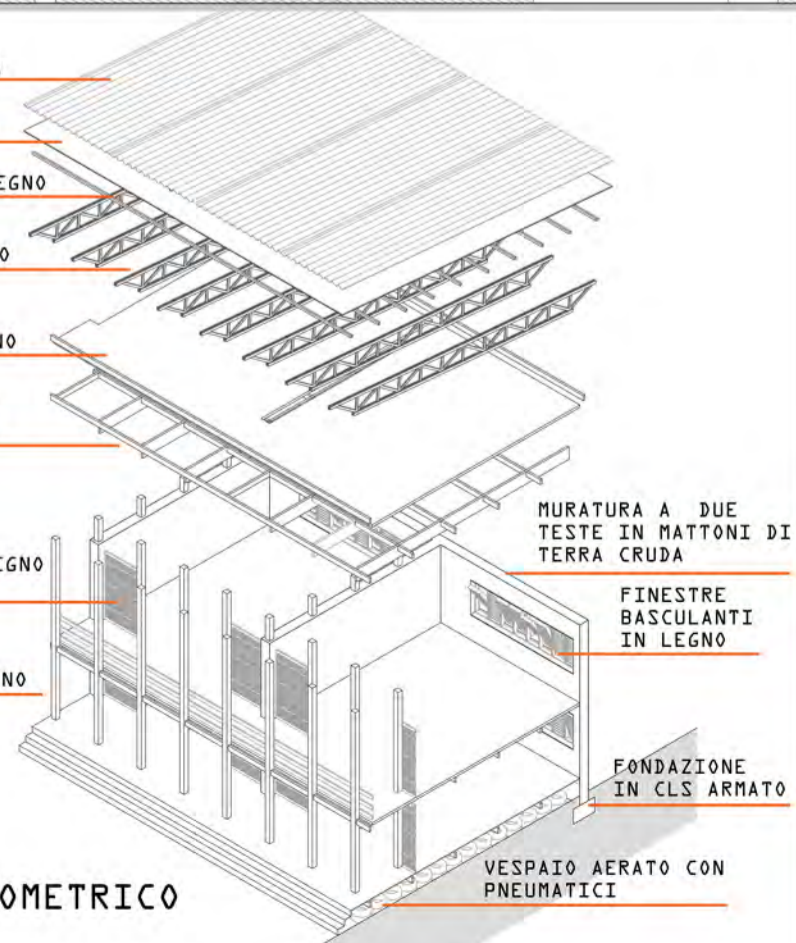 EGNO
O
NO
MURATURA A DUE
TESTE IN MATTONI DI
TERRA CRUDA
EGNO
FINESTRE
BASCULANTI
IN LEGNO
NO
FONDAZIONE
IN CLS ARMATO
VESPAIO AERATO CON
PNEUMATICI
OMETRICO